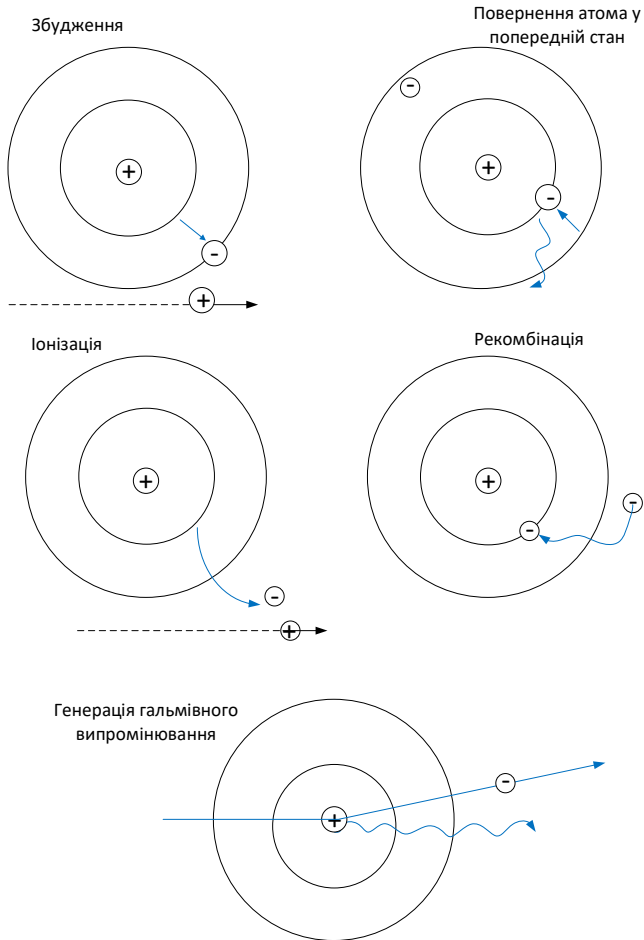 Збудження
Повернення атома у
попередній стан
+
-
-
+
-
+
Іонізація
Рекомбінація
+
-
+
+
-
-
Генерація гальмівного
випромінювання
+
-